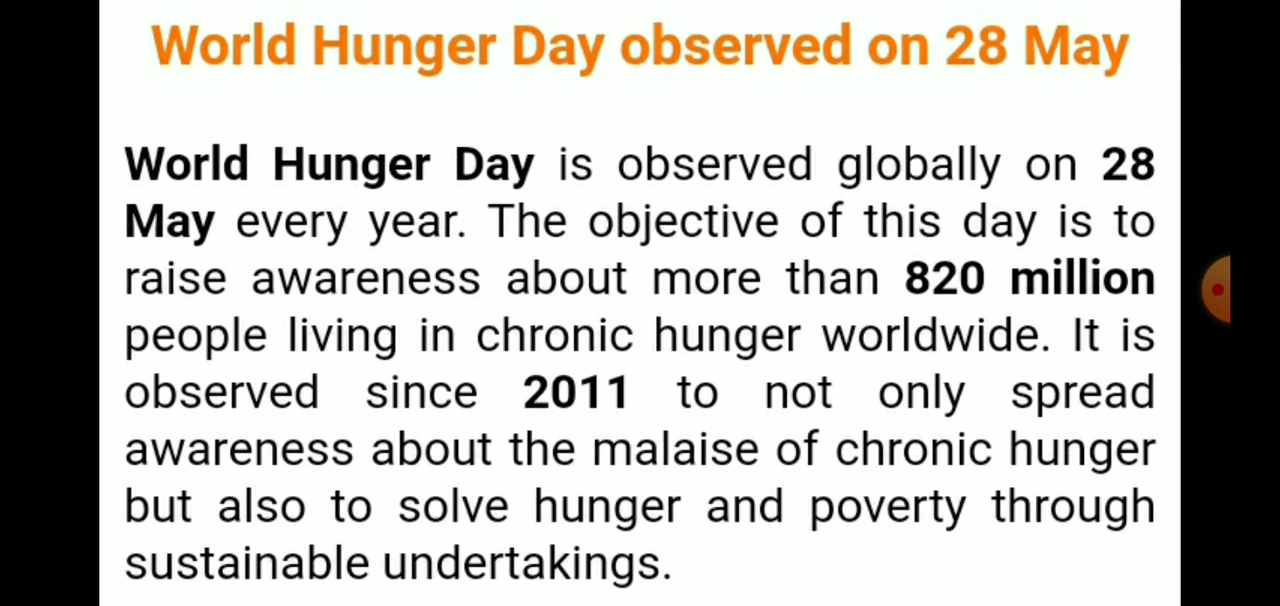 World Hunger Day observed on 28 May
World Hunger Day is observed globally on 28
May every year. The objective of this day is to
raise awareness about more than 820 million
people living in chronic hunger worldwide. It is
observed since 2011 to not only spread
awareness about the malaise of chronic hunger
but also to solve hunger and poverty through
sustainable undertakings.